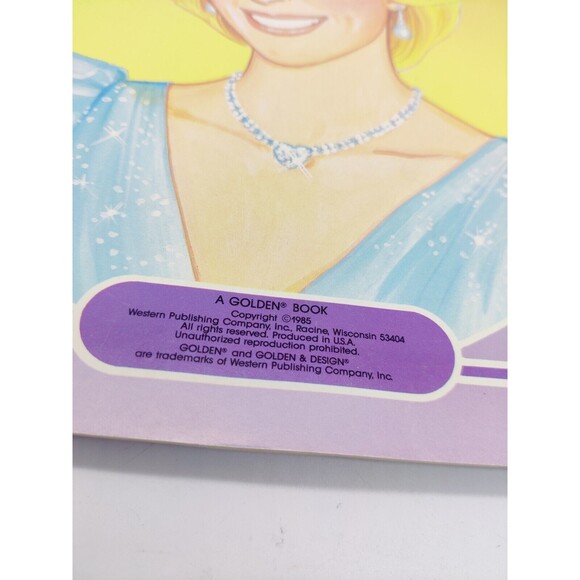 A GOLDEN® BOOK
Copyright ©1985
Western Publishing Company, Inc., Racine, Wisconsin 53404
All rights reserved. Produced in U.S.A.
Unauthorized reproduction prohibited.
GOLDEN® and GOLDEN & DESIGN®
are trademarks of Western Publishing Company, Inc.